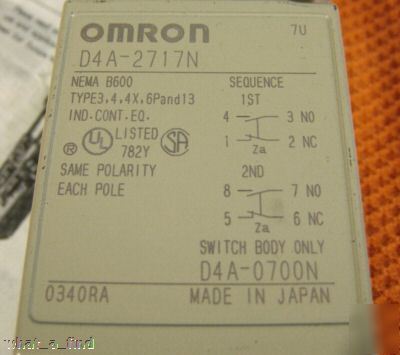 OMRON 7U
D4A-2717N
NEMA B600 SEQUENCE
TYPE3,4,4X,6Pand13 1ST
IND.CONT.EQ. 4 3 NO
® UL LISTED SA 1 Za 2 NC
782Y
SAME POLARITY 2ND
EACH POLE 8 7 NO
5 Za 6 NC
SWITCH BODY ONLY
D4A-0700N
0340RA MADE IN JAPAN
what_a_find